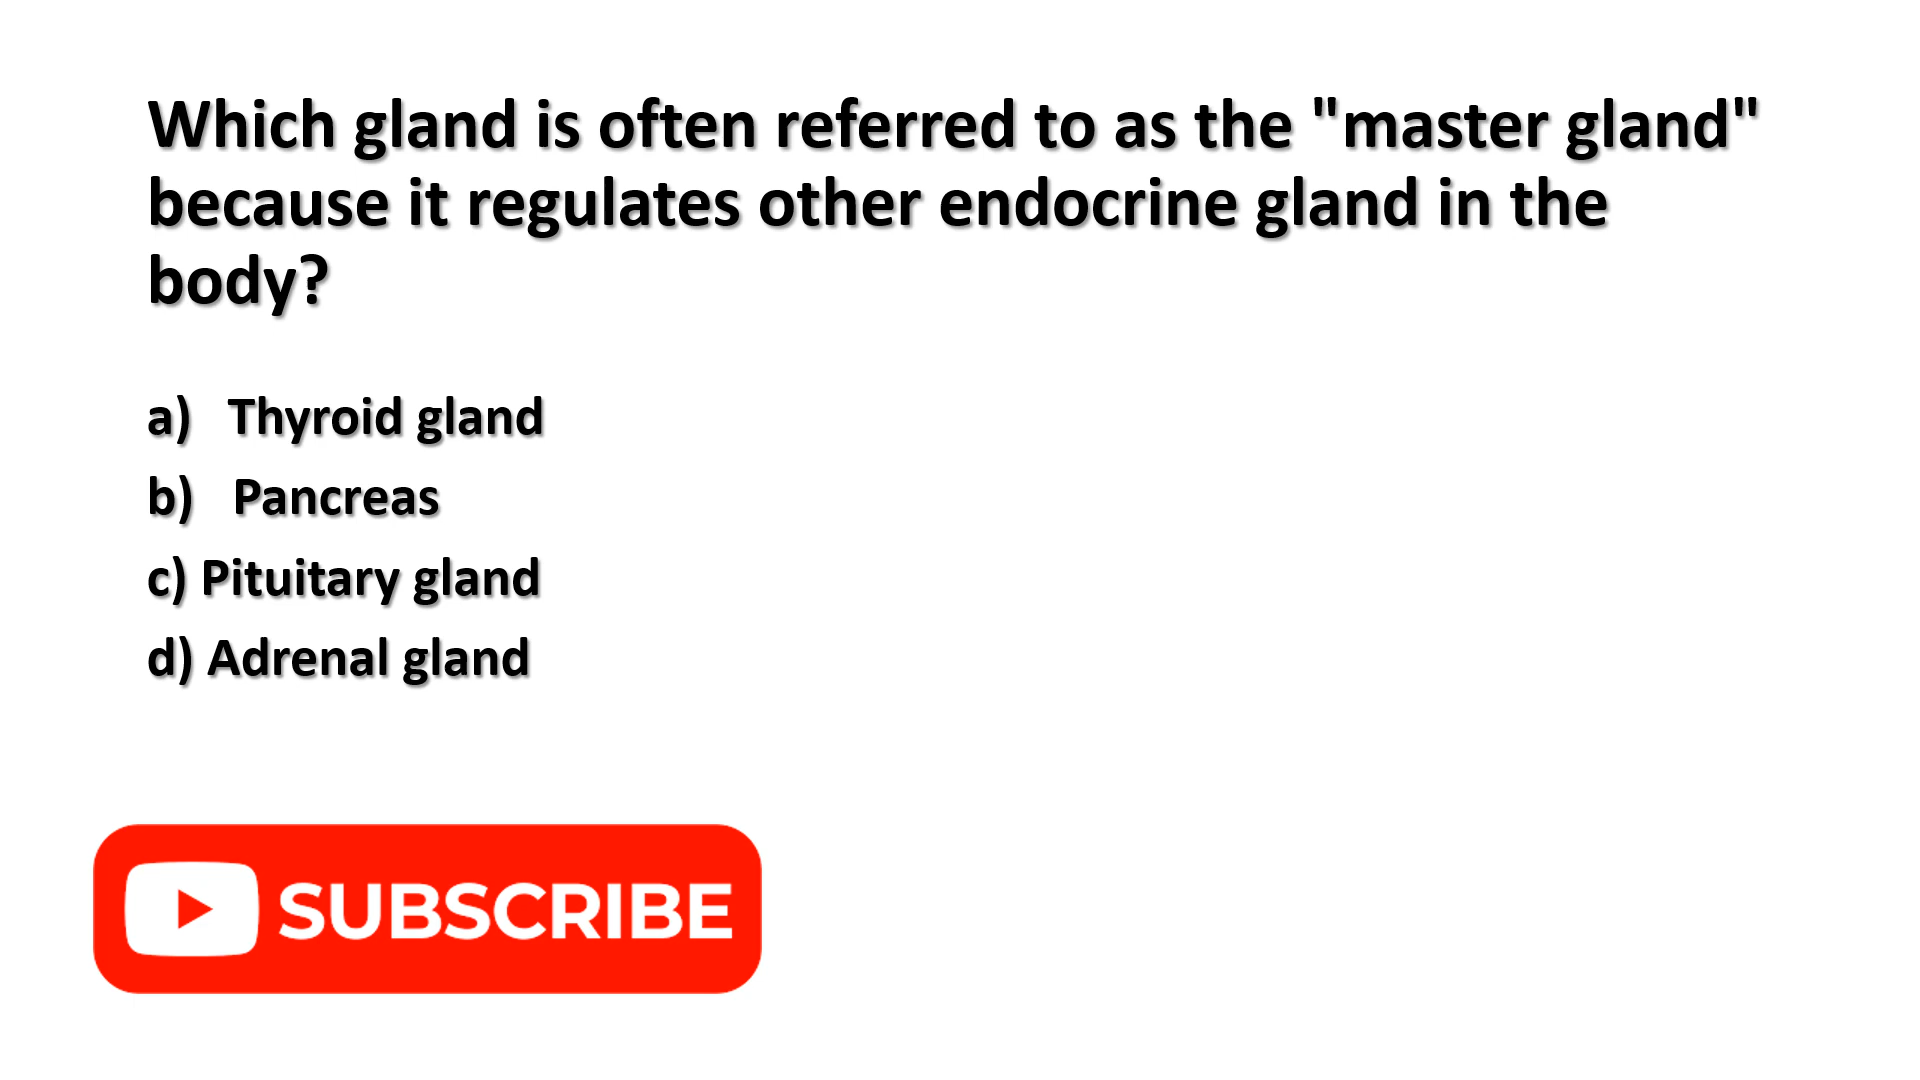 Which gland is often referred to as the "master gland"
because it regulates other endocrine gland in the
body?
a) Thyroid gland
b) Pancreas
c) Pituitary gland
d) Adrenal gland
SUBSCRIBE